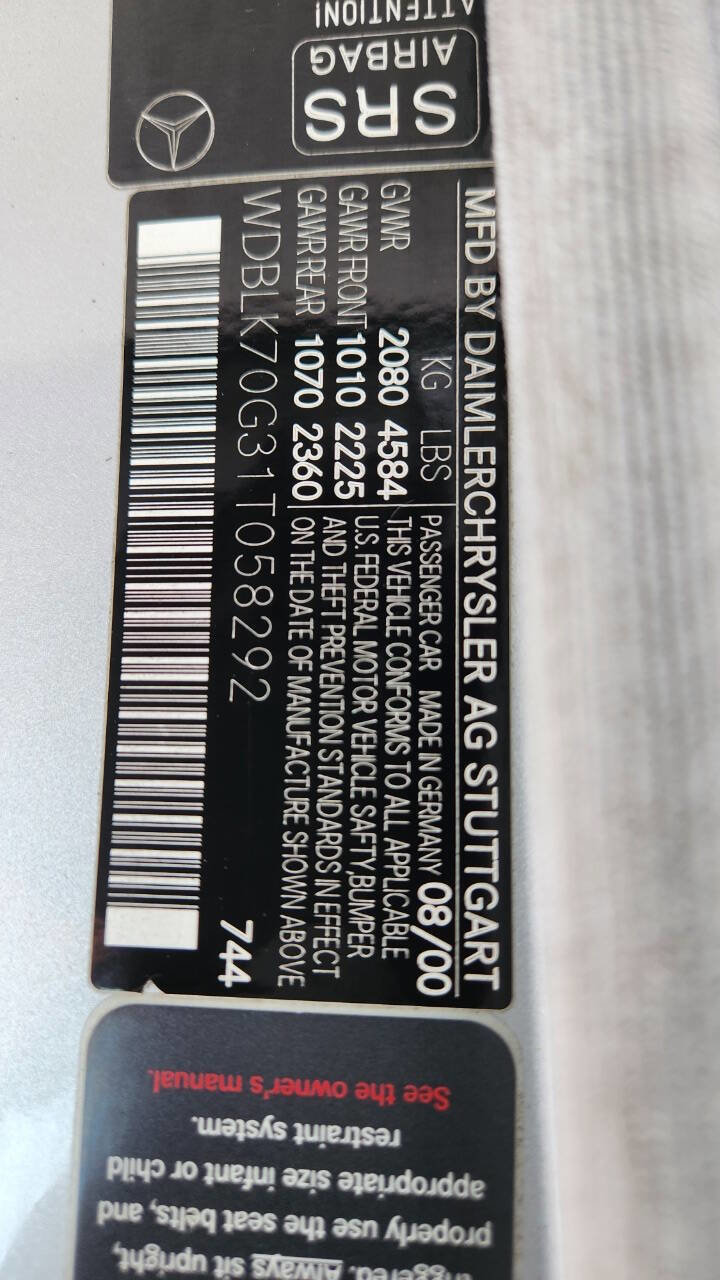 ATTENTION!
SRS
AIRBAG
MFD BY DAIMLERCHRYSLER AG STUTTGART
KG LBS PASSENGER CAR MADE IN GERMANY 08/00
GVWR 2080 4584 THIS VEHICLE CONFORMS TO ALL APPLICABLE
GAWR FRONT 1010 2225 U.S. FEDERAL MOTOR VEHICLE SAFTY,BUMPER
AND THEFT PREVENTION STANDARDS IN EFFECT
GAWR REAR 1070 2360 ON THE DATE OF MANUFACTURE SHOWN ABOVE
WDBLK70G31T058292 744
Always sit upright,
properly use the seat belts, and
appropriate size infant or child
restraint system.
See the owner's manual.